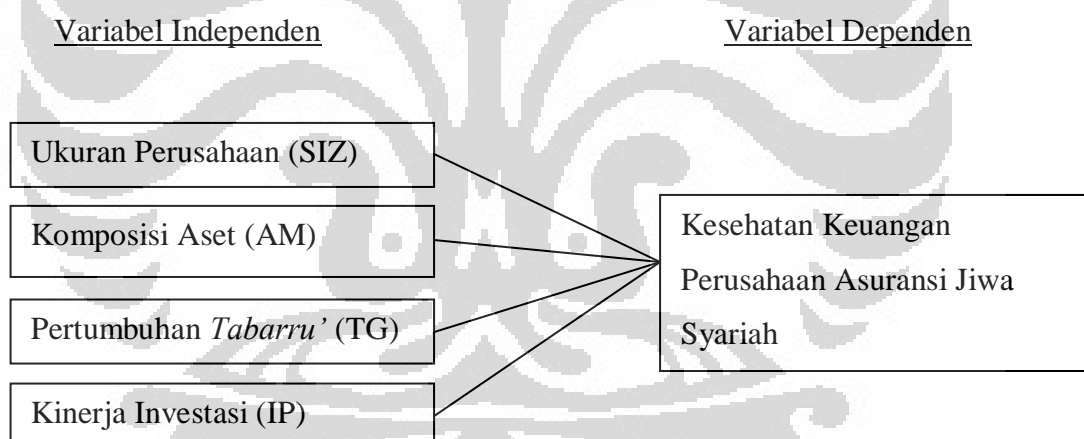 Variabel Independen
Variabel Dependen
Ukuran Perusahaan (SIZ)
Komposisi Aset (AM)
Pertumbuhan Tabarru’ (TG)
Kinerja Investasi (IP)
Kesehatan Keuangan
Perusahaan Asuransi Jiwa
Syariah